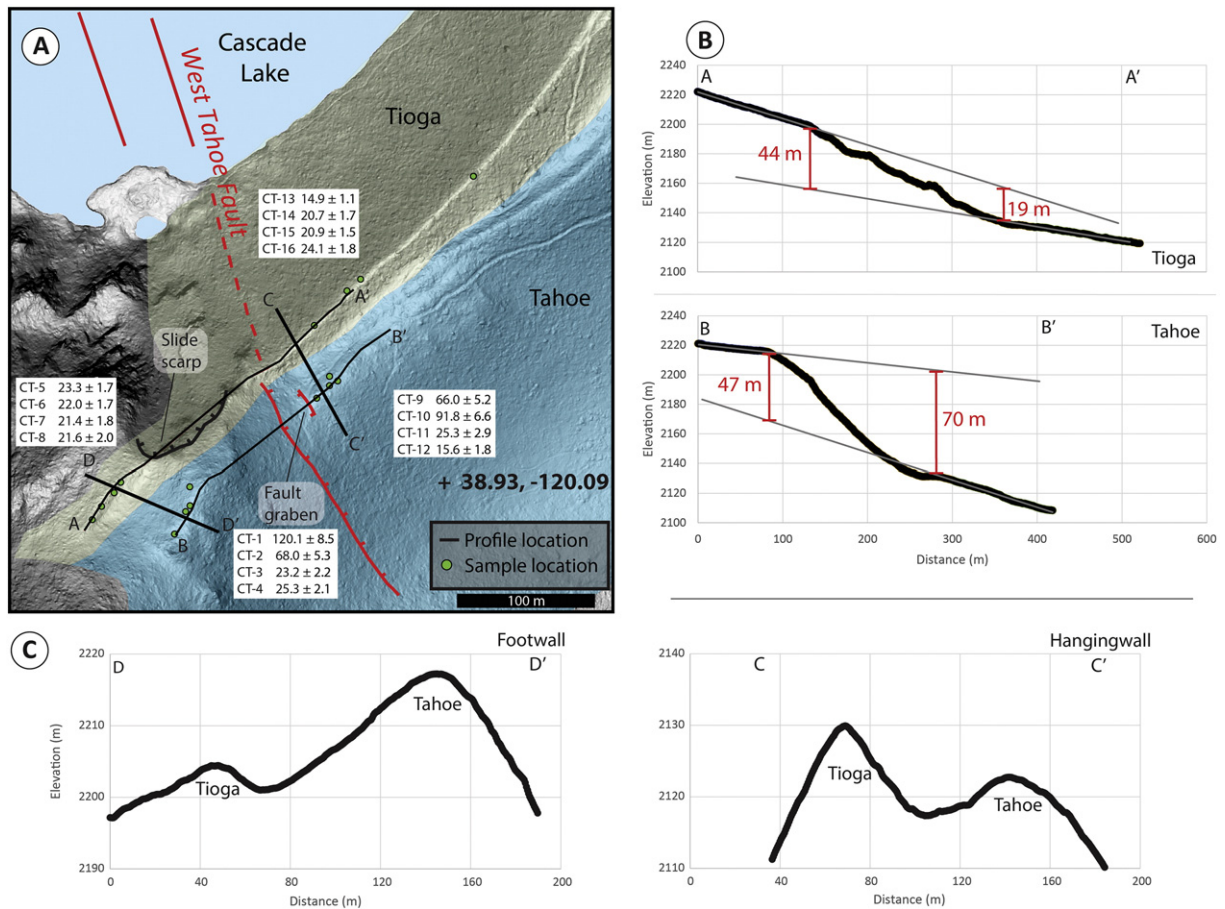 A
Cascade
Lake
West Tahoe Fault
Tioga
CT-13 14.9 ± 1.1
CT-14 20.7 ± 1.7
CT-15 20.9 ± 1.5
CT-16 24.1 ± 1.8
Tahoe
C
A'
B'
Slide
scarp
CT-5 23.3 ± 1.7
CT-6 22.0 ± 1.7
CT-7 21.4 ± 1.8
CT-8 21.6 ± 2.0
CT-9 66.0 ± 5.2
CT-10 91.8 ± 6.6
CT-11 25.3 ± 2.9
CT-12 15.6 ± 1.8
C'
D
+ 38.93, -120.09
Fault
graben
A
B
D'
CT-1 120.1 ± 8.5
CT-2 68.0 ± 5.3
CT-3 23.2 ± 2.2
CT-4 25.3 ± 2.1
Profile location
Sample location
100 m
B
2240
2220
2200
2180
2160
2140
2120
2100
Elevation (m)
A
A'
44 m
19 m
Tioga
2240
2220
2200
2180
2160
2140
2120
2100
Elevation (m)
B
B'
Tahoe
47 m
70 m
0 100 200 300 400 500 600
Distance (m)
C
Footwall
D
D'
2220
2210
2200
2190
Elevation (m)
Tioga
Tahoe
0 40 80 120 160 200
Distance (m)
Hangingwall
C
C'
2140
2130
2120
2110
Elevation (m)
Tioga
Tahoe
0 40 80 120 160 200
Distance (m)